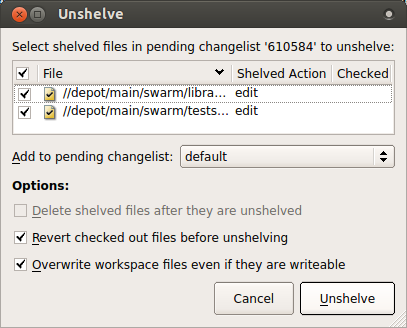 Unshelve
Select shelved files in pending changelist '610584' to unshelve:
File Shelved Action Checked
//depot/main/swarm/libra... edit
//depot/main/swarm/tests... edit
Add to pending changelist: default
Options:
Delete shelved files after they are unshelved
Revert checked out files before unshelving
Overwrite workspace files even if they are writeable
Cancel Unshelve